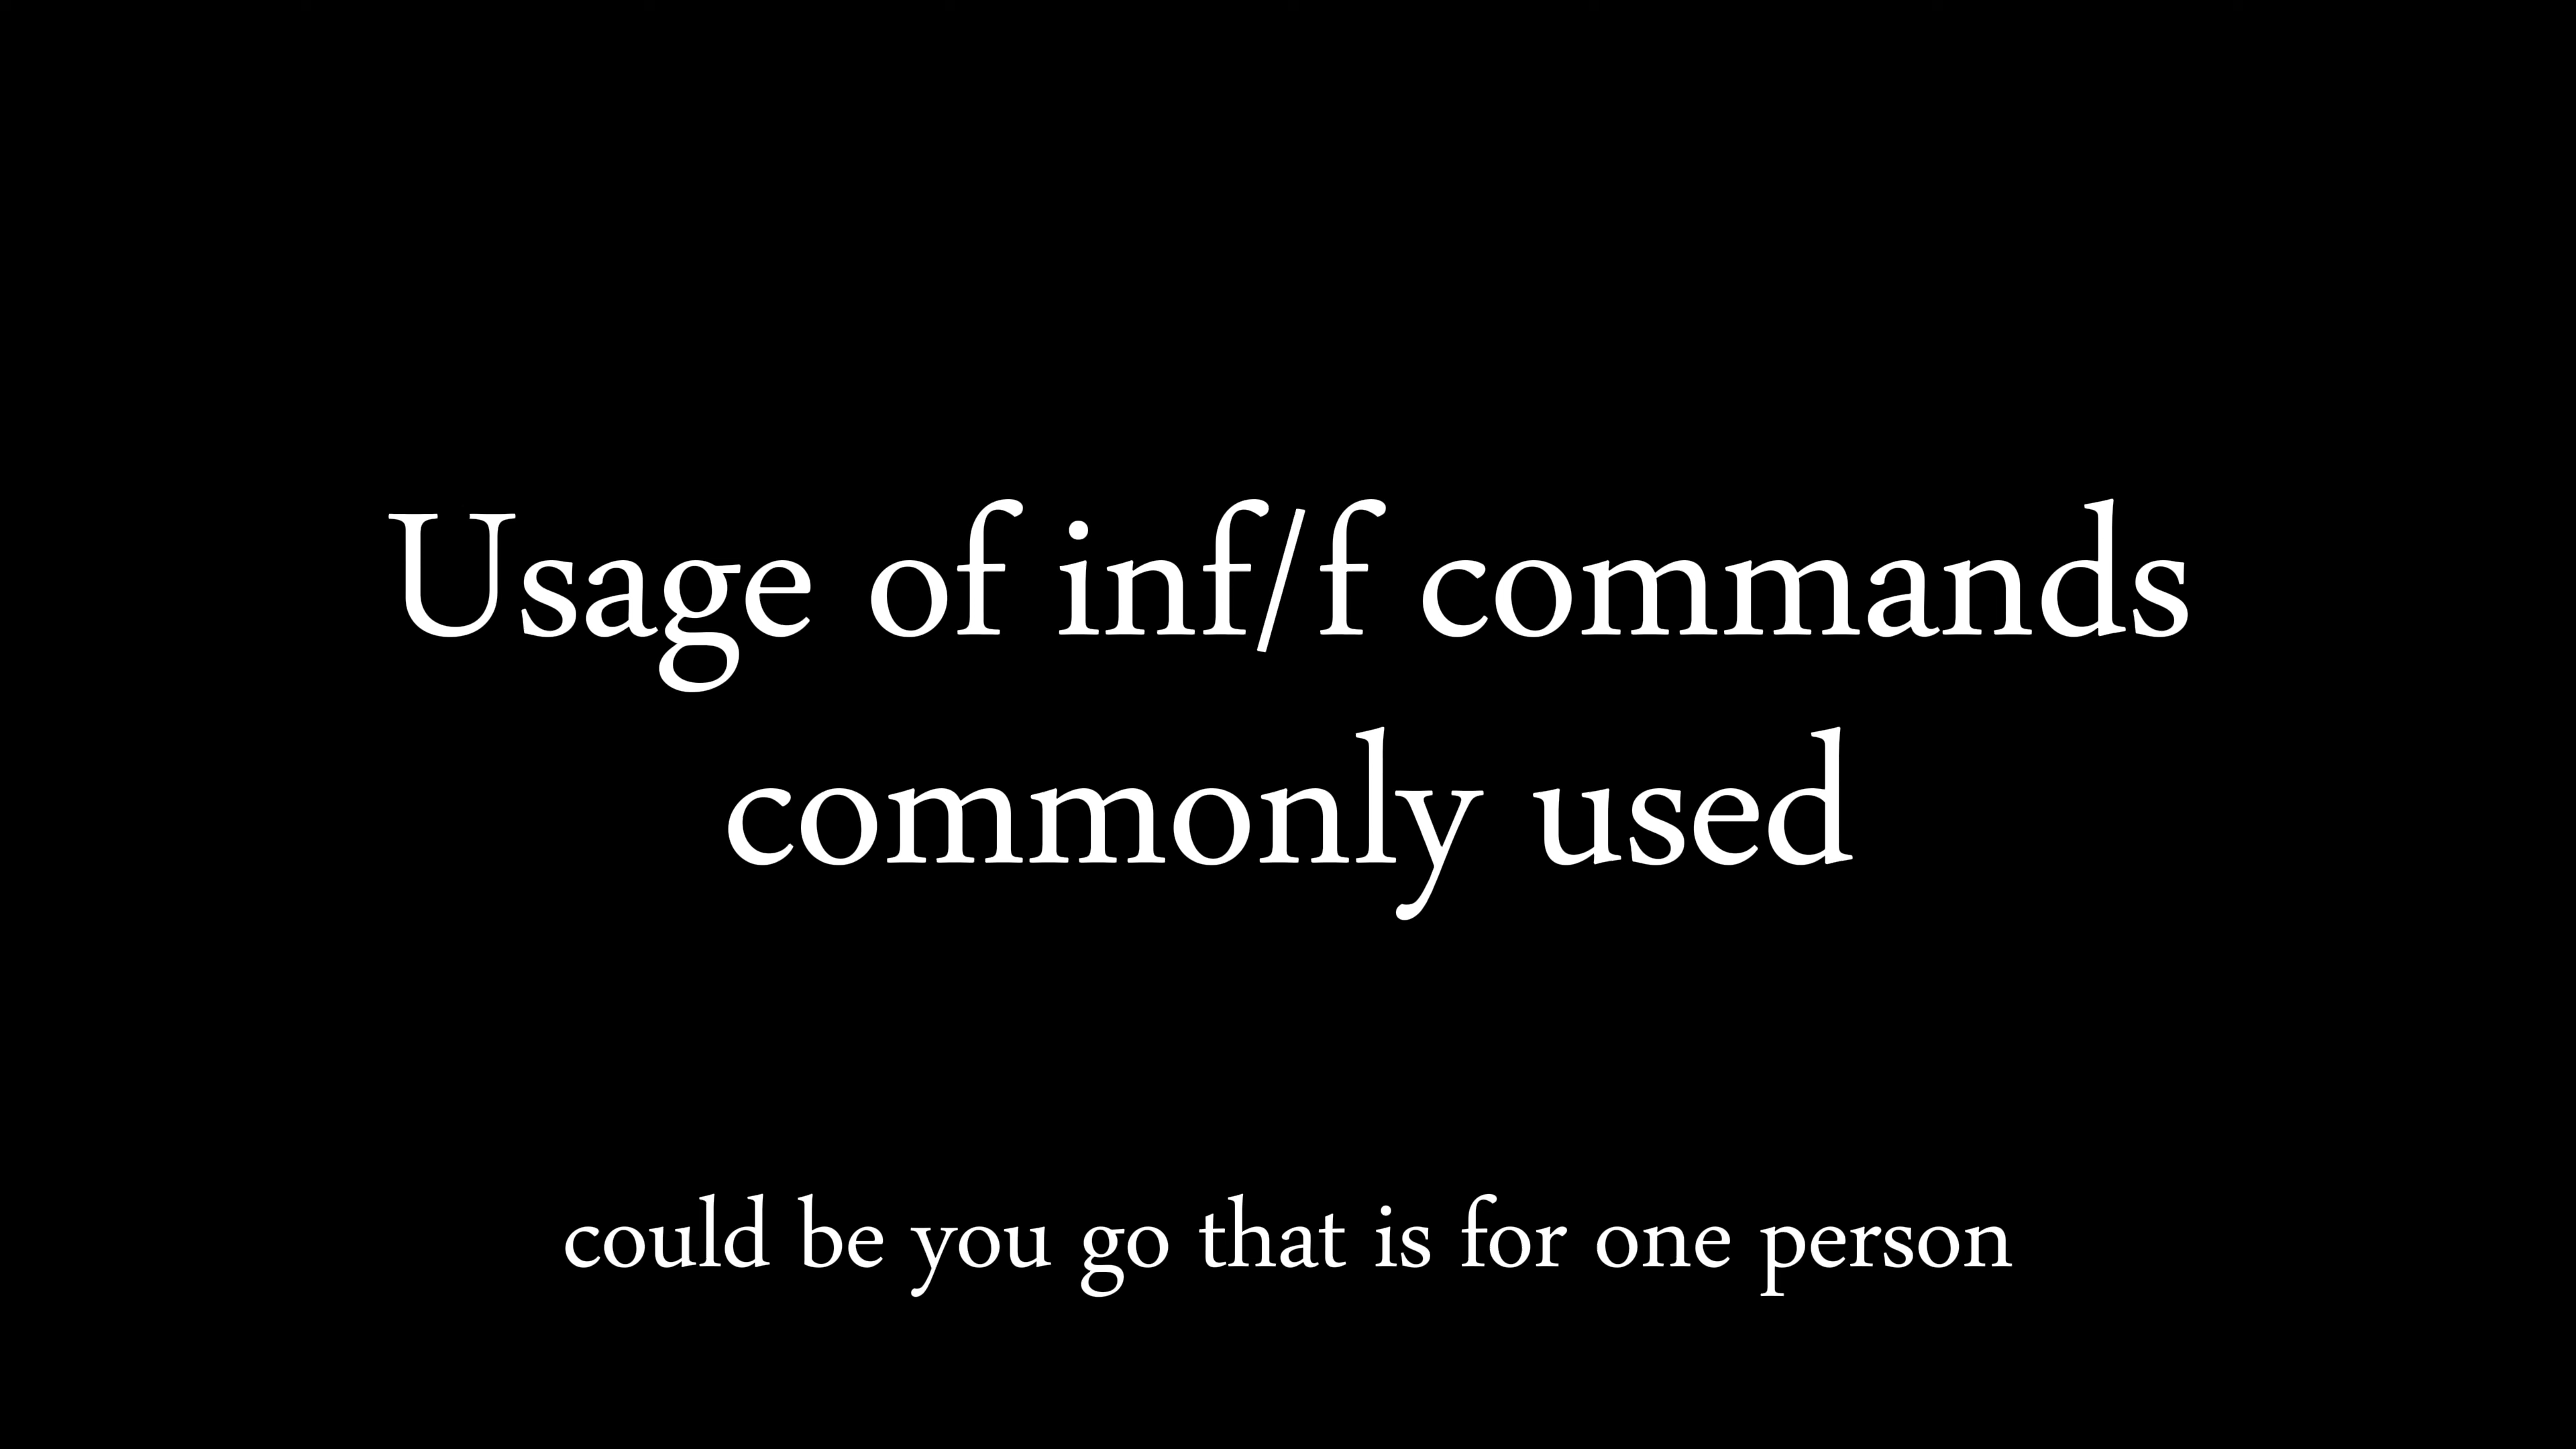 Usage of inf/f commands
commonly used
could be you go that is for one person